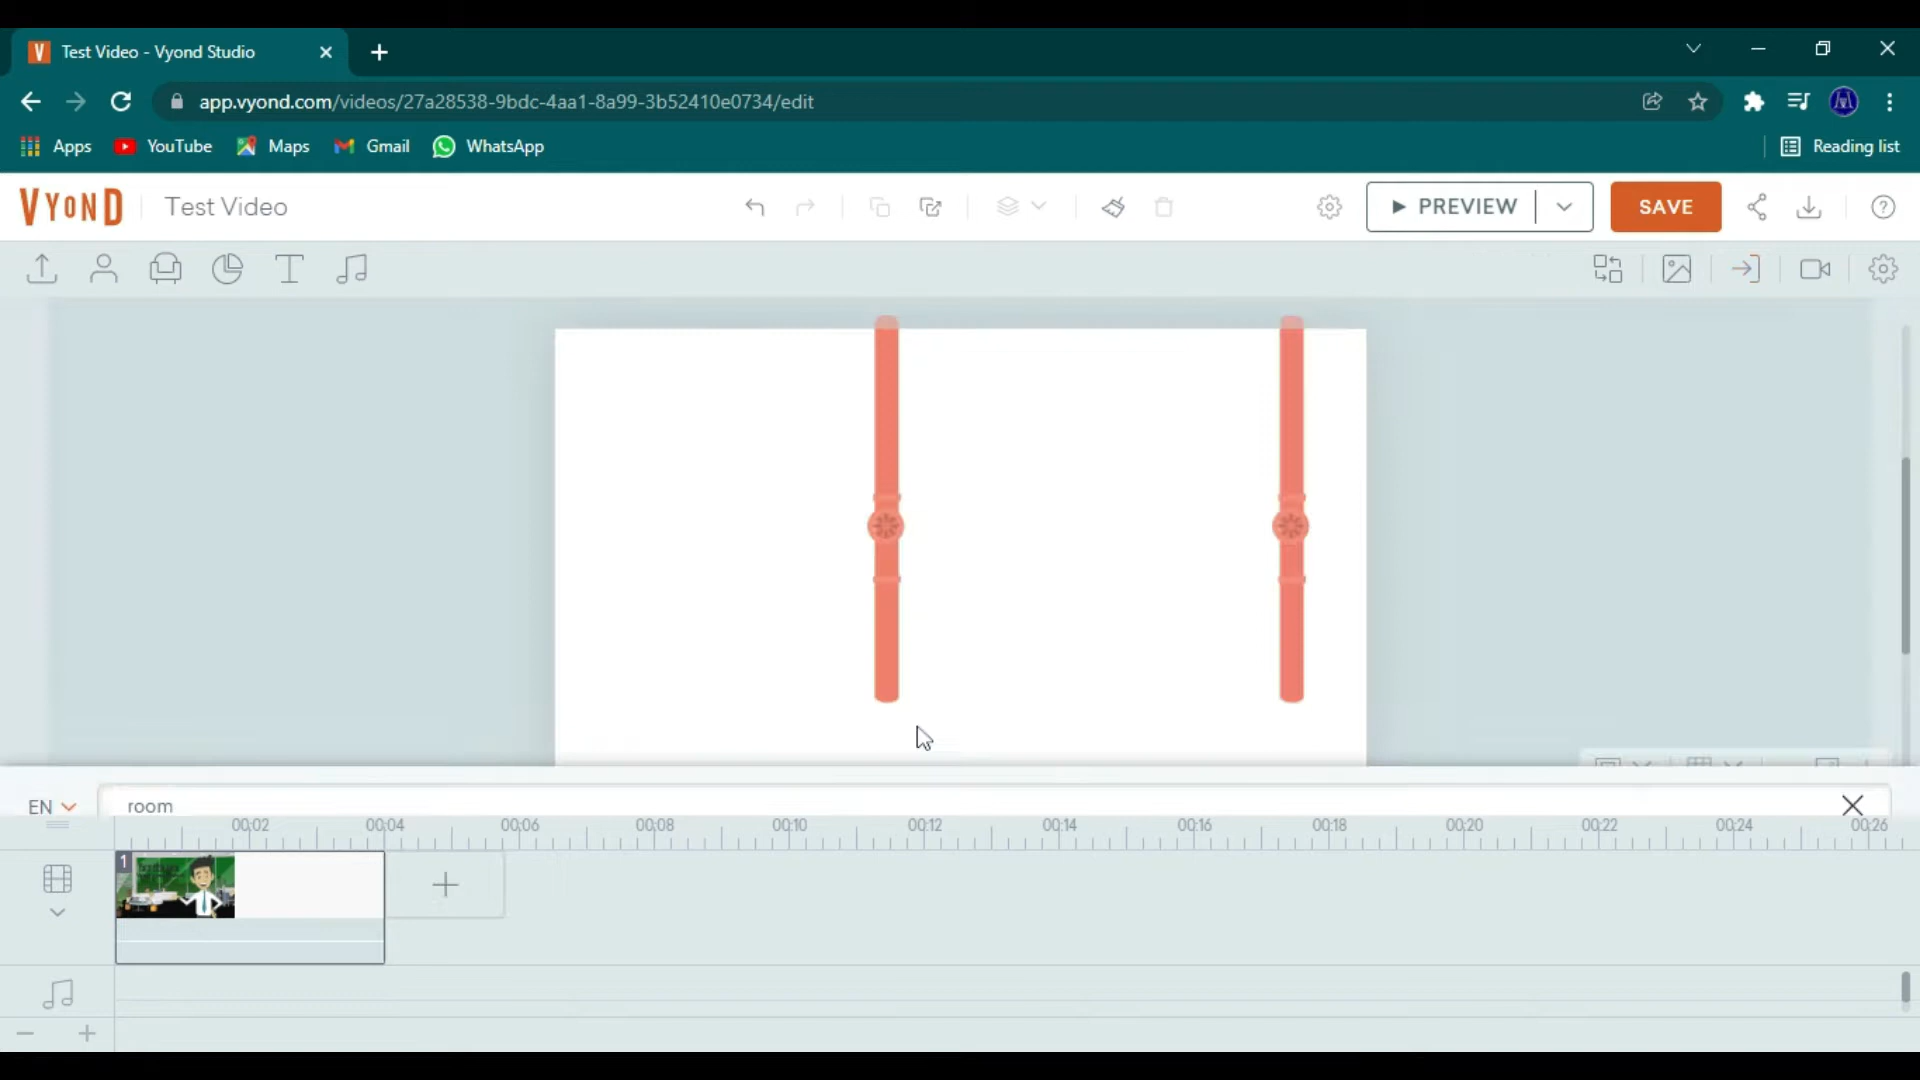 Test Video - Vyond Studio
app.vyond.com/videos/27a28538-9bdc-4aa1-8a99-3b52410e0734/edit
Apps YouTube Maps Gmail WhatsApp Reading list
VYOND Test Video PREVIEW SAVE
EN room
00:02 00:04 00:06 00:08 00:10 00:12 00:14 00:16 00:18 00:20 00:22 00:24 00:26
1